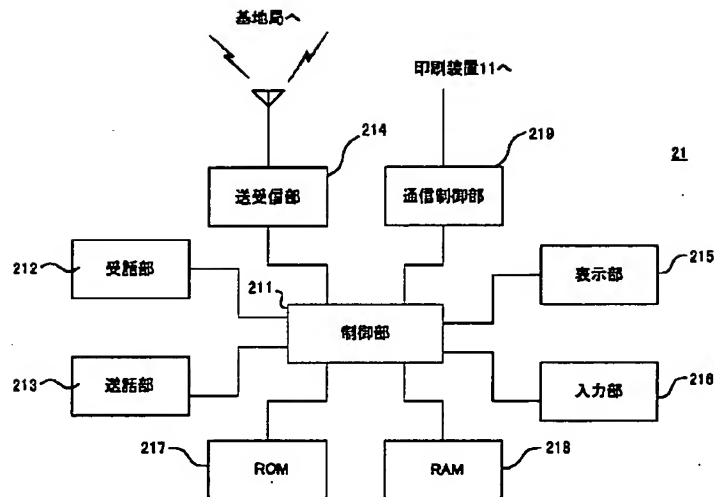 基地局へ
印刷装置11へ
214
219
21
送受信部
通信制御部
212
受話部
211
表示部
215
制御部
213
送話部
入力部
216
217
ROM
RAM
218